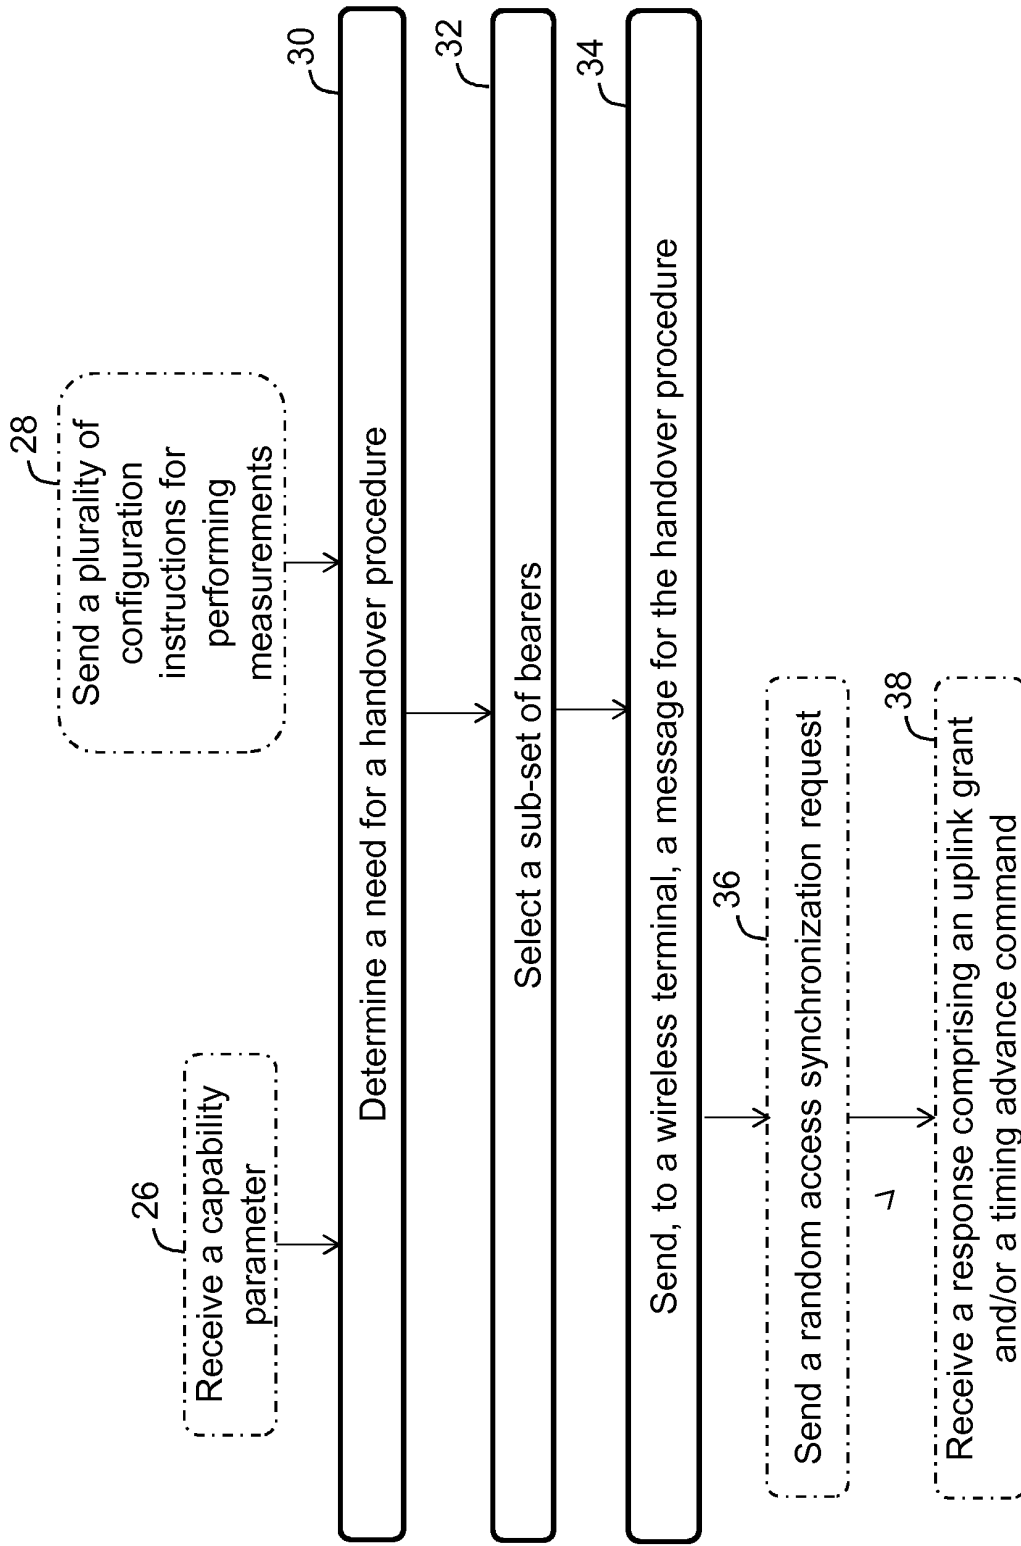 26
Receive a capability
parameter
28
Send a plurality of
configuration
instructions for
performing
measurements
30
Determine a need for a handover procedure
32
Select a sub-set of bearers
34
Send, to a wireless terminal, a message for the handover procedure
36
Send a random access synchronization request
38
Receive a response comprising an uplink grant
and/or a timing advance command